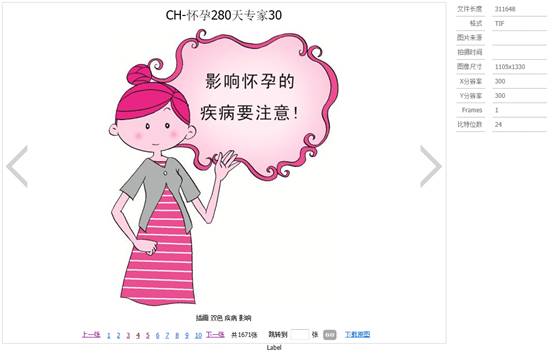 CH-怀孕280天专家30
影响怀孕的
疾病要注意！
插圖 双色 疾病 影响
上一张 1 2 3 4 5 6 7 8 9 10 下一张 共1671张 跳转到 张 GO 下载原图
Label
文件长度 311648
格式 TIF
图片来源
拍摄时间
图像尺寸 1105x1330
X分辨率 300
Y分辨率 300
Frames 1
比特位数 24